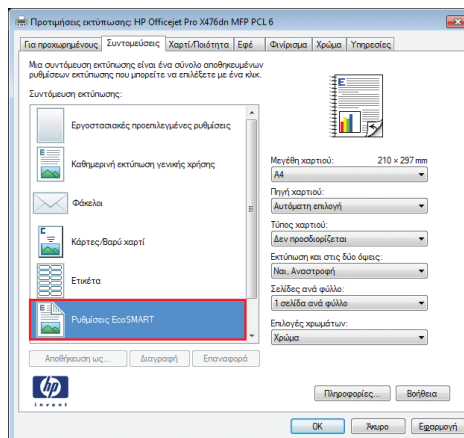 Προτιμήσεις εκτύπωσης: HP Officejet Pro X476dn MFP PCL 6
Για προχωρημένους Συντομεύσεις Χαρτί/Ποιότητα Εφέ Φινίρισμα Χρώμα Υπηρεσίες
Μια συντόμευση εκτύπωσης είναι ένα σύνολο αποθηκευμένων
ρυθμίσεων εκτύπωσης που μπορείτε να επιλέξετε με ένα κλικ.
Συντόμευση εκτύπωσης:
Εργοστασιακές προεπιλεγμένες ρυθμίσεις
Καθημερινή εκτύπωση γενικής χρήσης
Φάκελοι
Κάρτες/Βαρύ χαρτί
Ετικέτα
Ρυθμίσεις EcoSMART
Αποθήκευση ως... Διαγραφή Επαναφορά
Μεγέθη χαρτιού: 210 × 297 mm
A4
Πηγή χαρτιού:
Αυτόματη επιλογή
Τύπος χαρτιού:
Δεν προσδιορίζεται
Εκτύπωση και στις δύο όψεις:
Ναι, Αναστροφή
Σελίδες ανά φύλλο:
1 σελίδα ανά φύλλο
Επιλογές χρωμάτων:
Χρώμα
hp
invent
Πληροφορίες... Βοήθεια
OK Άκυρο Εφαρμογή